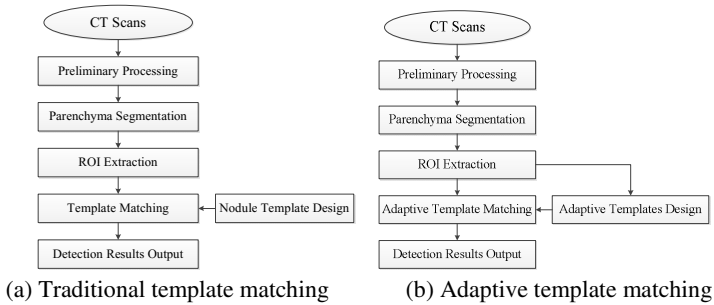 CT Scans
Preliminary Processing
Parenchyma Segmentation
ROI Extraction
Template Matching
Nodule Template Design
Detection Results Output
(a) Traditional template matching
CT Scans
Preliminary Processing
Parenchyma Segmentation
ROI Extraction
Adaptive Template Matching
Adaptive Templates Design
Detection Results Output
(b) Adaptive template matching